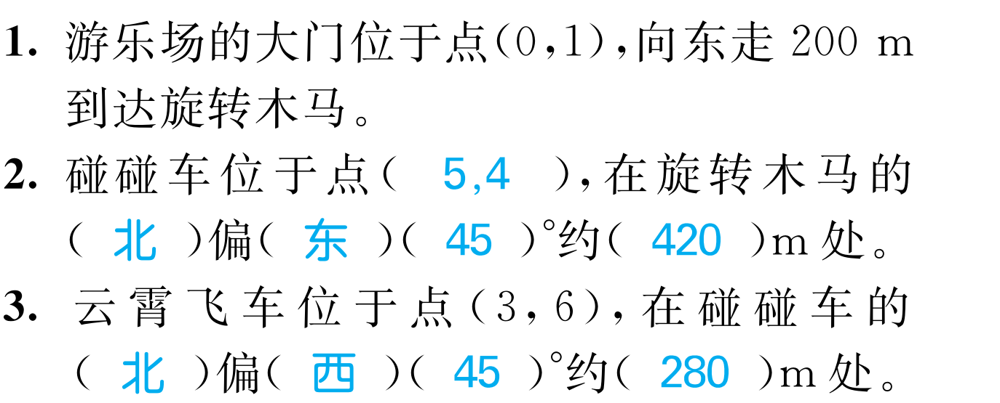 1. 游乐场的大门位于点(0,1),向东走 200 m
到达旋转木马。
2. 碰碰车位于点( 5,4 ),在旋转木马的
( 北 )偏( 东 )( 45 )°约( 420 )m 处。
3. 云霄飞车位于点(3,6),在碰碰车的
( 北 )偏( 西 )( 45 )°约( 280 )m 处。